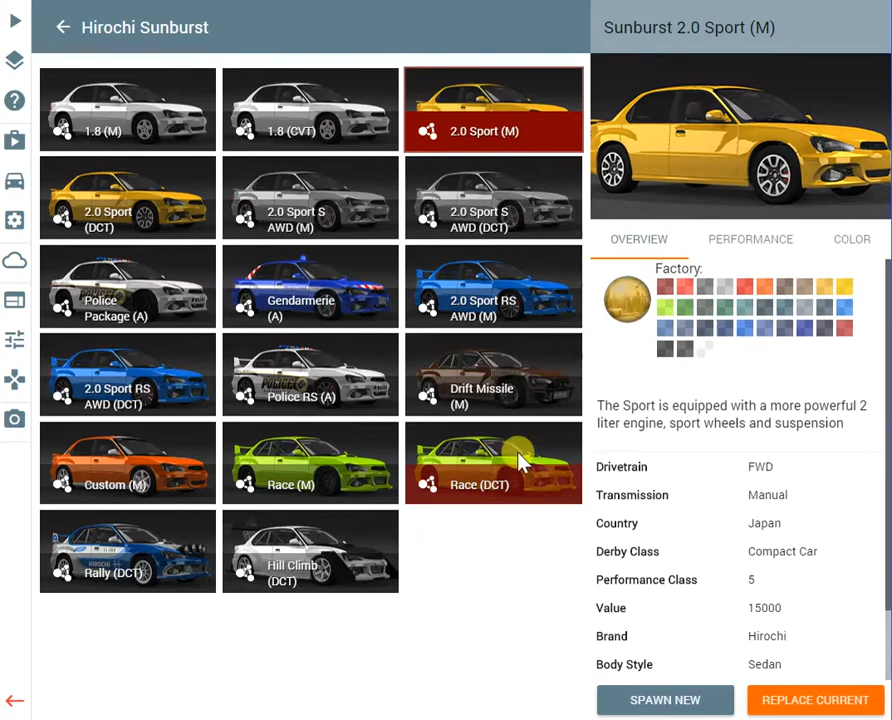 Hirochi Sunburst
Sunburst 2.0 Sport (M)
1.8 (M)
1.8 (CVT)
2.0 Sport (M)
2.0 Sport
(DCT)
2.0 Sport S
AWD (M)
2.0 Sport S
AWD (DCT)
Police
Package (A)
Gendarmerie
(A)
2.0 Sport RS
AWD (M)
2.0 Sport RS
AWD (DCT)
Police RS (A)
Drift Missile
(M)
Custom (M)
Race (M)
Race (DCT)
Rally (DCT)
Hill Climb
(DCT)
OVERVIEW
PERFORMANCE
COLOR
Factory:
The Sport is equipped with a more powerful 2
liter engine, sport wheels and suspension
Drivetrain FWD
Transmission Manual
Country Japan
Derby Class Compact Car
Performance Class 5
Value 15000
Brand Hirochi
Body Style Sedan
SPAWN NEW
REPLACE CURRENT